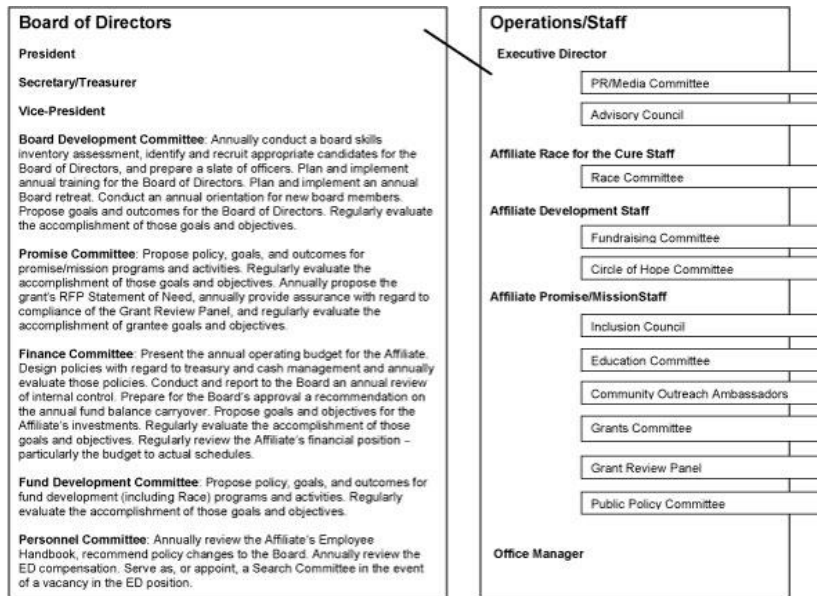 Board of Directors
President
Secretary/Treasurer
Vice-President
Board Development Committee: Annually conduct a board skills
inventory assessment, identify and recruit appropriate candidates for the
Board of Directors, and prepare a slate of officers. Plan and implement
annual training for the Board of Directors. Plan and implement an annual
Board retreat. Conduct an annual orientation for new board members.
Propose goals and outcomes for the Board of Directors. Regularly evaluate
the accomplishment of those goals and objectives.
Promise Committee: Propose policy, goals, and outcomes for
promise/mission programs and activities. Regularly evaluate the
accomplishment of those goals and objectives. Annually propose the
grant's RFP Statement of Need, annually provide assurance with regard to
compliance of the Grant Review Panel, and regularly evaluate the
accomplishment of grantee goals and objectives.
Finance Committee: Present the annual operating budget for the Affiliate.
Design policies with regard to treasury and cash management and annually
evaluate those policies. Conduct and report to the Board an annual review
of internal control. Prepare for the Board's approval a recommendation on
the annual fund balance carryover. Propose goals and objectives for the
Affiliate's investments. Regularly evaluate the accomplishment of those
goals and objectives. Regularly review the Affiliate's financial position –
particularly the budget to actual schedules.
Fund Development Committee: Propose policy, goals, and outcomes for
fund development (including Race) programs and activities. Regularly
evaluate the accomplishment of those goals and objectives.
Personnel Committee: Annually review the Affiliate's Employee
Handbook, recommend policy changes to the Board. Annually review the
ED compensation. Serve as, or appoint, a Search Committee in the event
of a vacancy in the ED position.
Operations/Staff
Executive Director
PR/Media Committee
Advisory Council
Affiliate Race for the Cure Staff
Race Committee
Affiliate Development Staff
Fundraising Committee
Circle of Hope Committee
Affiliate Promise/MissionStaff
Inclusion Council
Education Committee
Community Outreach Ambassadors
Grants Committee
Grant Review Panel
Public Policy Committee
Office Manager